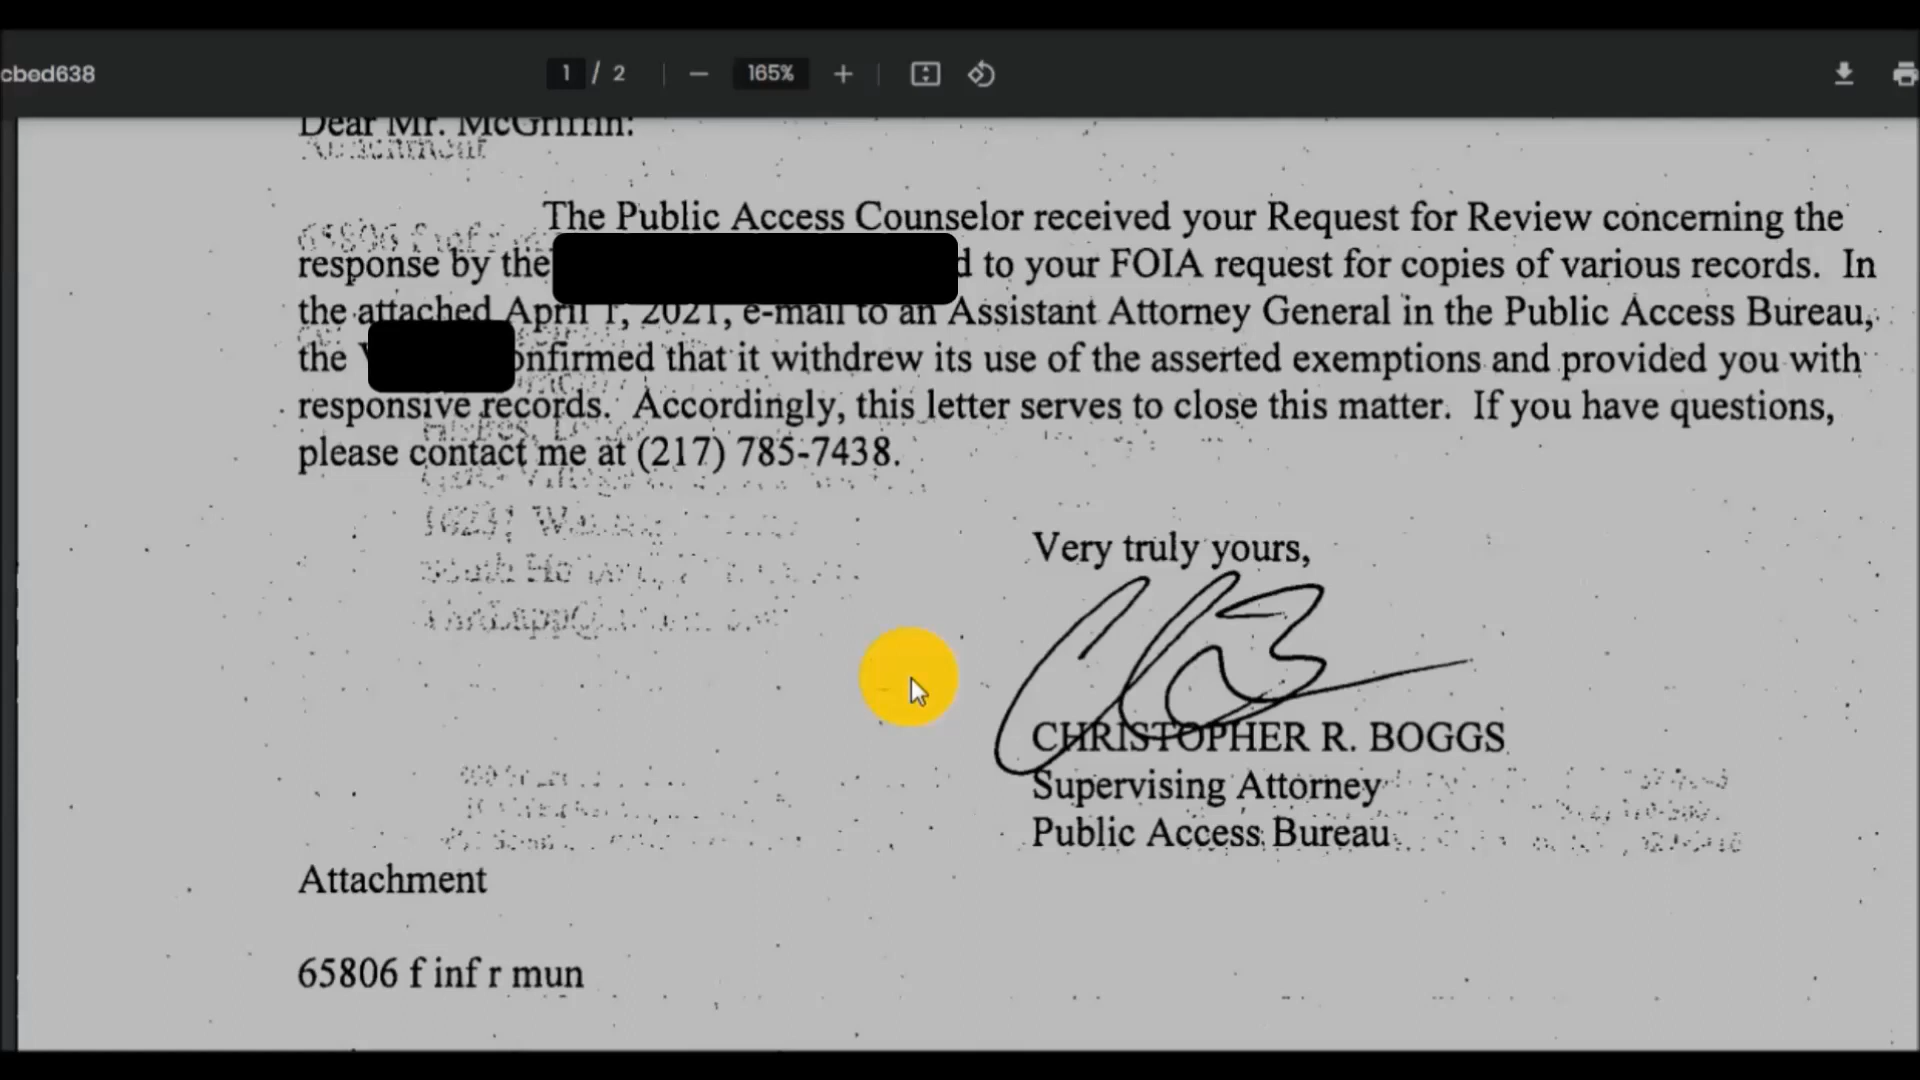 cbed638
1 / 2
165%
Dear Mr. McGriffin:
Attachment
The Public Access Counselor received your Request for Review concerning the
65806 f inf r
response by the d to your FOIA request for copies of various records. In
the attached April 1, 2021, e-mail to an Assistant Attorney General in the Public Access Bureau,
the onfirmed that it withdrew its use of the asserted exemptions and provided you with
responsive records. Accordingly, this letter serves to close this matter. If you have questions,
please contact me at (217) 785-7438.
Very truly yours,
CHRISTOPHER R. BOGGS
Supervising Attorney
Public Access Bureau
Attachment
65806 f inf r mun